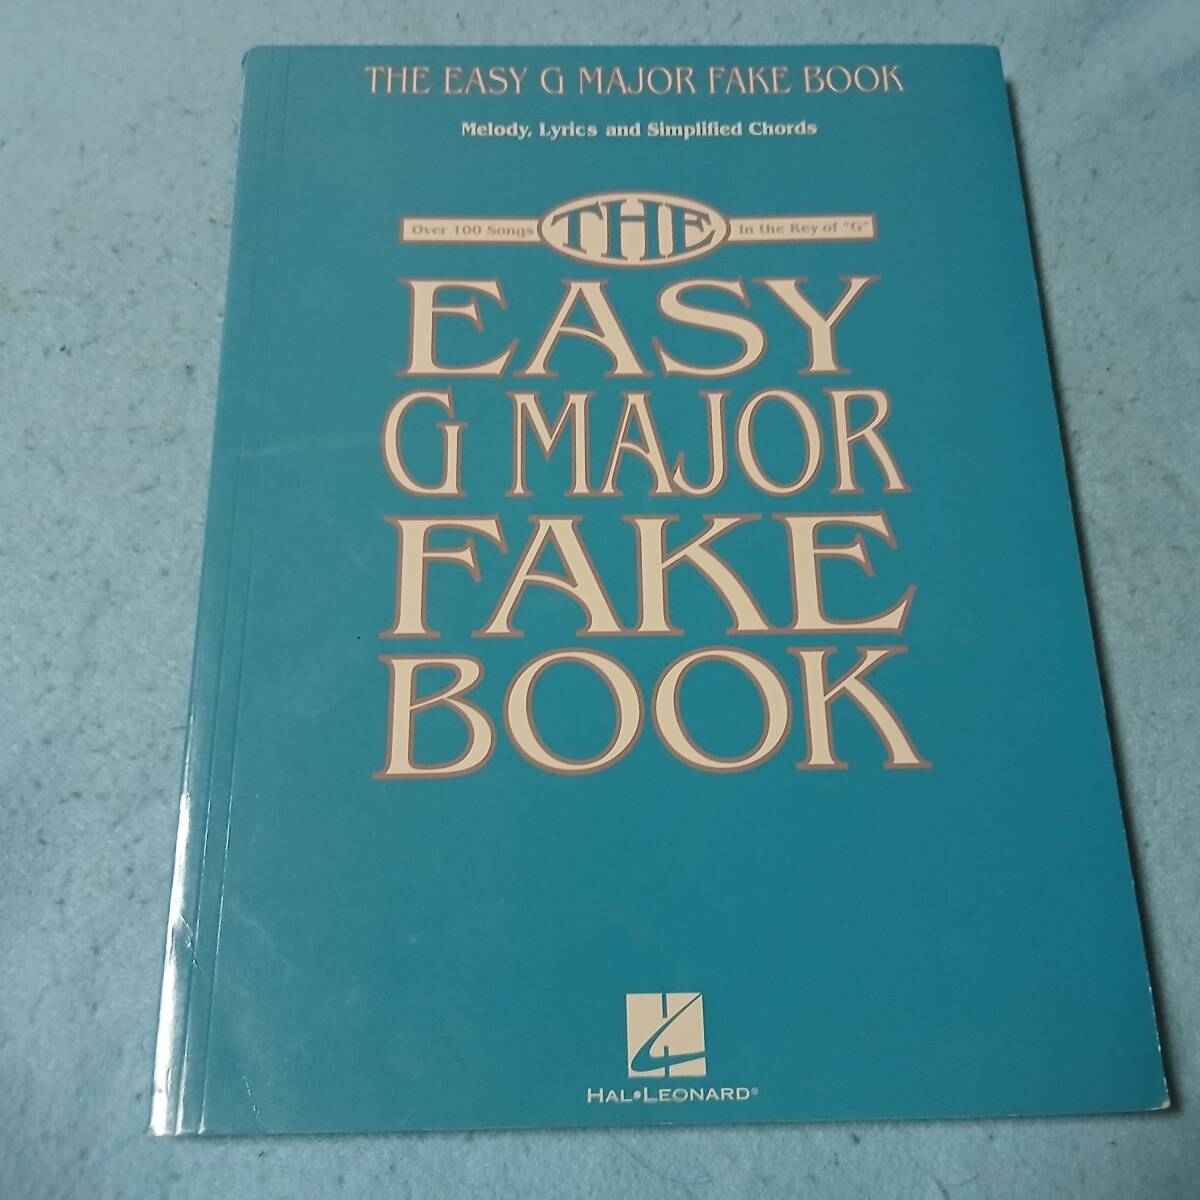 THE EASY G MAJOR FAKE BOOK
Melody, Lyrics and Simplified Chords
Over 100 Songs THE In the Key of "G"
EASY
G MAJOR
FAKE
BOOK
HAL•LEONARD®